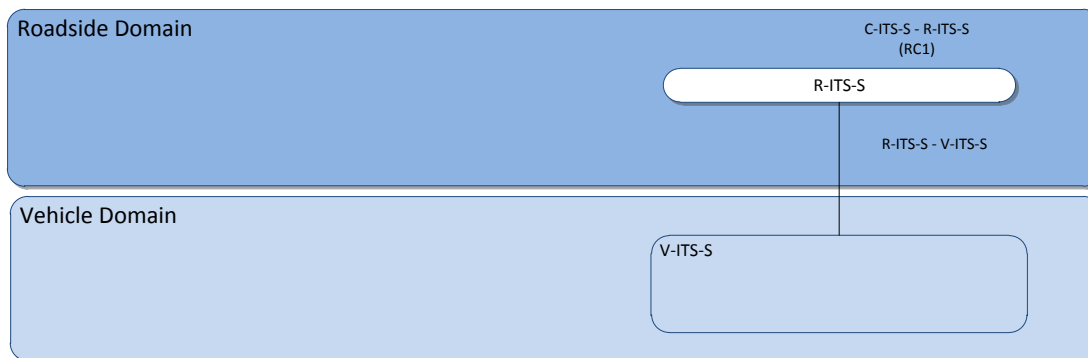 Roadside Domain
C-ITS-S - R-ITS-S
(RC1)
R-ITS-S
R-ITS-S - V-ITS-S
Vehicle Domain
V-ITS-S